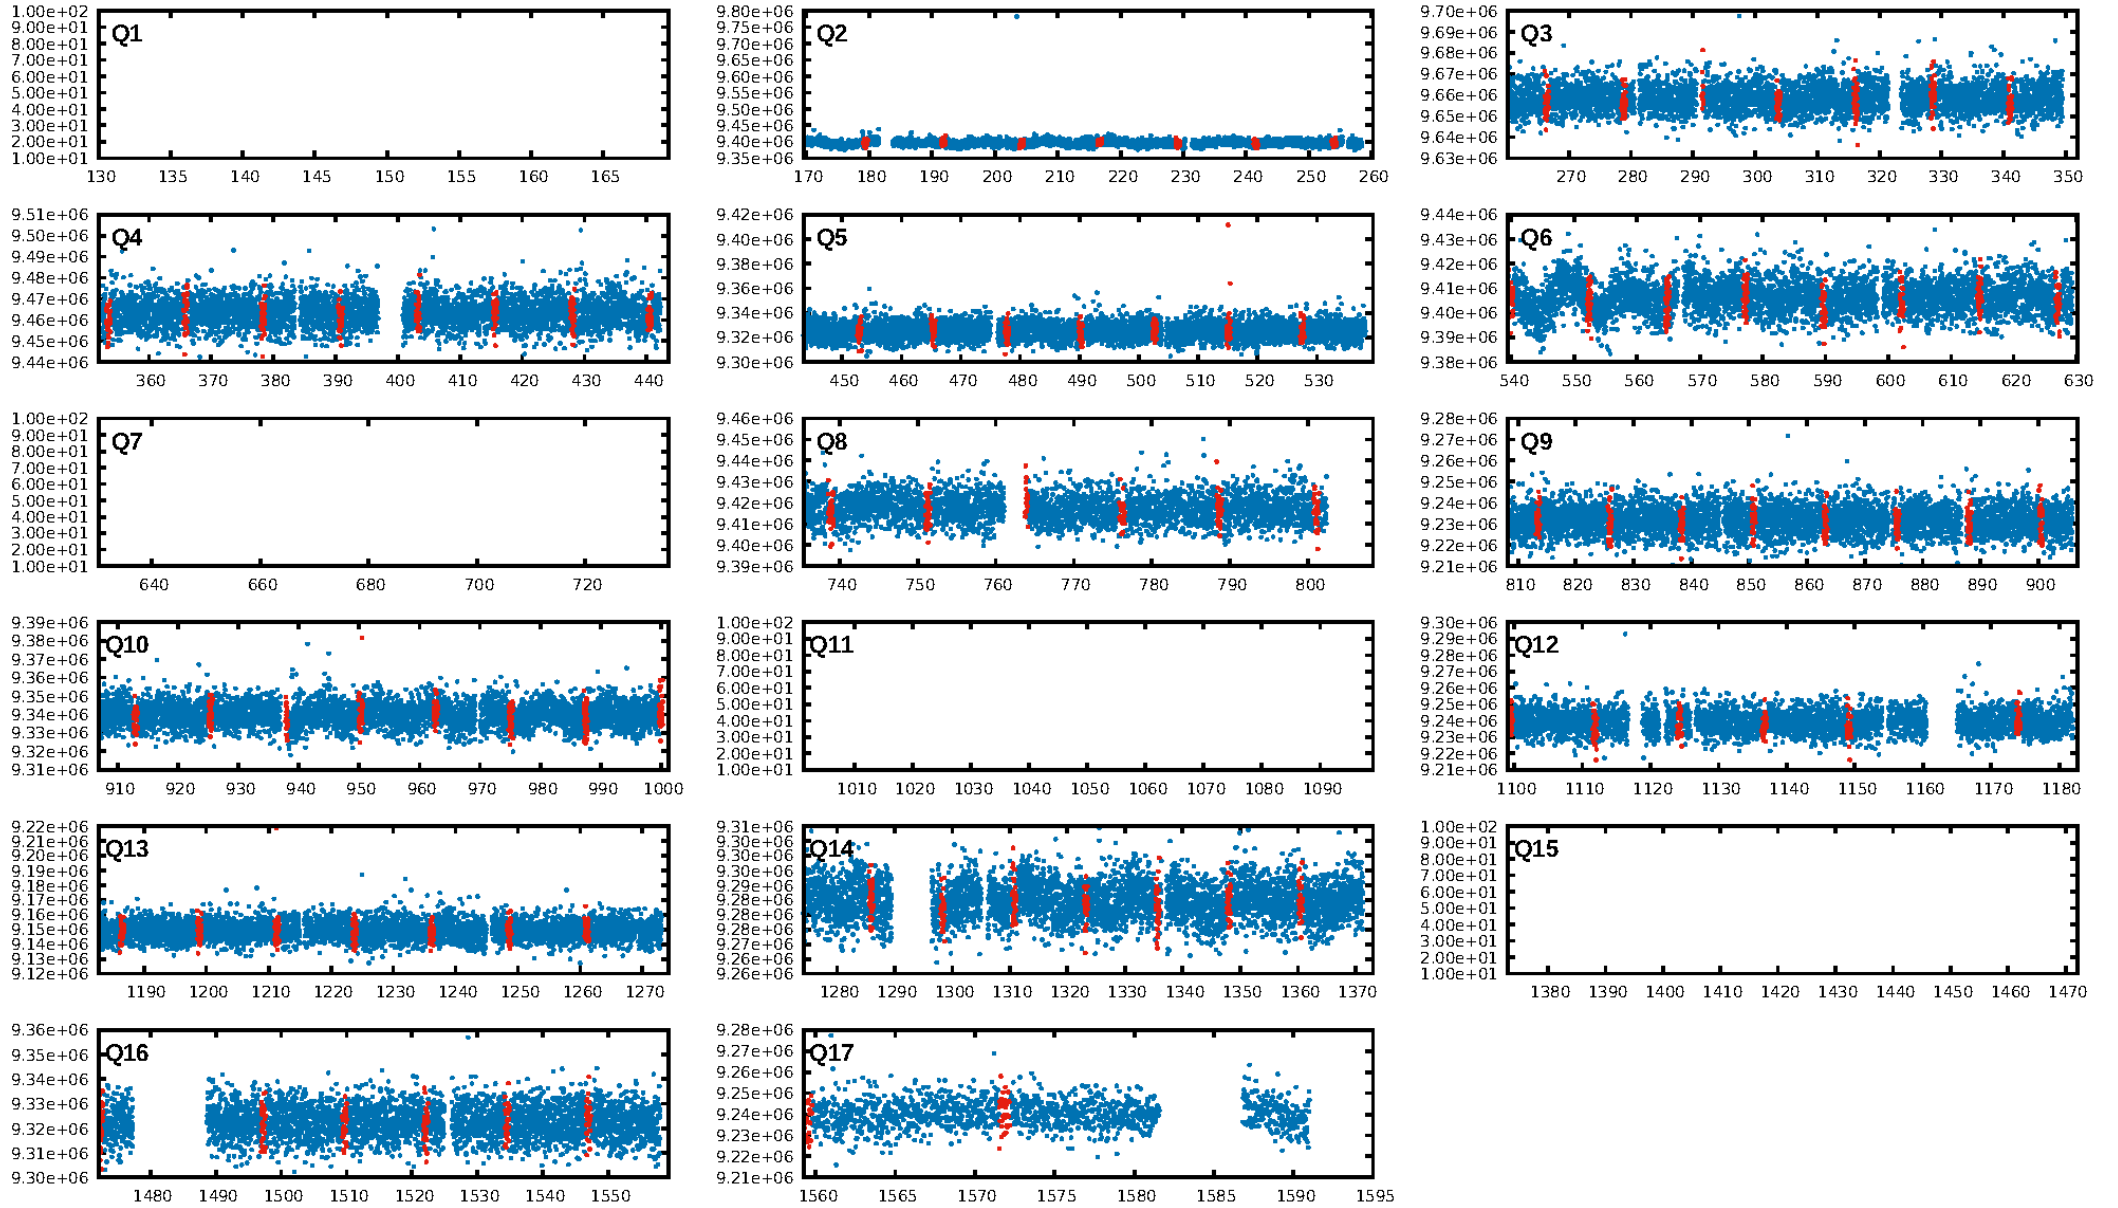 1.00e+02
9.00e+01
8.00e+01
7.00e+01
6.00e+01
5.00e+01
4.00e+01
3.00e+01
2.00e+01
1.00e+01
Q1
130 135 140 145 150 155 160 165
9.80e+06
9.75e+06
9.70e+06
9.65e+06
9.60e+06
9.55e+06
9.50e+06
9.45e+06
9.40e+06
9.35e+06
Q2
170 180 190 200 210 220 230 240 250 260
9.70e+06
9.69e+06
9.68e+06
9.67e+06
9.66e+06
9.65e+06
9.64e+06
9.63e+06
Q3
270 280 290 300 310 320 330 340 350
9.51e+06
9.50e+06
9.49e+06
9.48e+06
9.47e+06
9.46e+06
9.45e+06
9.44e+06
Q4
360 370 380 390 400 410 420 430 440
9.42e+06
9.40e+06
9.38e+06
9.36e+06
9.34e+06
9.32e+06
9.30e+06
Q5
450 460 470 480 490 500 510 520 530
9.44e+06
9.43e+06
9.42e+06
9.41e+06
9.40e+06
9.39e+06
9.38e+06
Q6
540 550 560 570 580 590 600 610 620 630
1.00e+02
9.00e+01
8.00e+01
7.00e+01
6.00e+01
5.00e+01
4.00e+01
3.00e+01
2.00e+01
1.00e+01
Q7
640 660 680 700 720
9.46e+06
9.45e+06
9.44e+06
9.43e+06
9.42e+06
9.41e+06
9.40e+06
9.39e+06
Q8
740 750 760 770 780 790 800
9.28e+06
9.27e+06
9.26e+06
9.25e+06
9.24e+06
9.23e+06
9.22e+06
9.21e+06
Q9
810 820 830 840 850 860 870 880 890 900
9.39e+06
9.38e+06
9.37e+06
9.36e+06
9.35e+06
9.34e+06
9.33e+06
9.32e+06
9.31e+06
Q10
910 920 930 940 950 960 970 980 990 1000
1.00e+02
9.00e+01
8.00e+01
7.00e+01
6.00e+01
5.00e+01
4.00e+01
3.00e+01
2.00e+01
1.00e+01
Q11
1010 1020 1030 1040 1050 1060 1070 1080 1090
9.30e+06
9.29e+06
9.28e+06
9.27e+06
9.26e+06
9.25e+06
9.24e+06
9.23e+06
9.22e+06
9.21e+06
Q12
1100 1110 1120 1130 1140 1150 1160 1170 1180
9.22e+06
9.21e+06
9.20e+06
9.19e+06
9.18e+06
9.17e+06
9.16e+06
9.15e+06
9.14e+06
9.13e+06
9.12e+06
Q13
1190 1200 1210 1220 1230 1240 1250 1260 1270
9.31e+06
9.30e+06
9.30e+06
9.29e+06
9.29e+06
9.28e+06
9.28e+06
9.27e+06
9.27e+06
9.26e+06
9.26e+06
Q14
1280 1290 1300 1310 1320 1330 1340 1350 1360 1370
1.00e+02
9.00e+01
8.00e+01
7.00e+01
6.00e+01
5.00e+01
4.00e+01
3.00e+01
2.00e+01
1.00e+01
Q15
1380 1390 1400 1410 1420 1430 1440 1450 1460 1470
9.36e+06
9.35e+06
9.34e+06
9.33e+06
9.32e+06
9.31e+06
9.30e+06
Q16
1480 1490 1500 1510 1520 1530 1540 1550
9.28e+06
9.27e+06
9.26e+06
9.25e+06
9.24e+06
9.23e+06
9.22e+06
9.21e+06
Q17
1560 1565 1570 1575 1580 1585 1590 1595